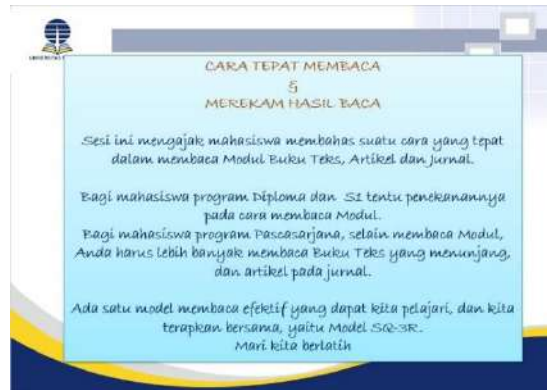 CARA TEPAT MEMBACA
&
MEREKAM HASIL BACA
Sesi ini mengajak mahasiswa membahas suatu cara yang tepat
dalam membaca Modul Buku Teks, Artikel dan Jurnal.
Bagi mahasiswa program Diploma dan S1 tentu penekanannya
pada cara membaca Modul.
Bagi mahasiswa program Pascasarjana, selain membaca Modul,
Anda harus lebih banyak membaca Buku Teks yang menunjang,
dan artikel pada jurnal.
Ada satu model membaca efektif yang dapat kita pelajari, dan kita
terapkan bersama, yaitu Model SQ-3R.
Mari kita berlatih